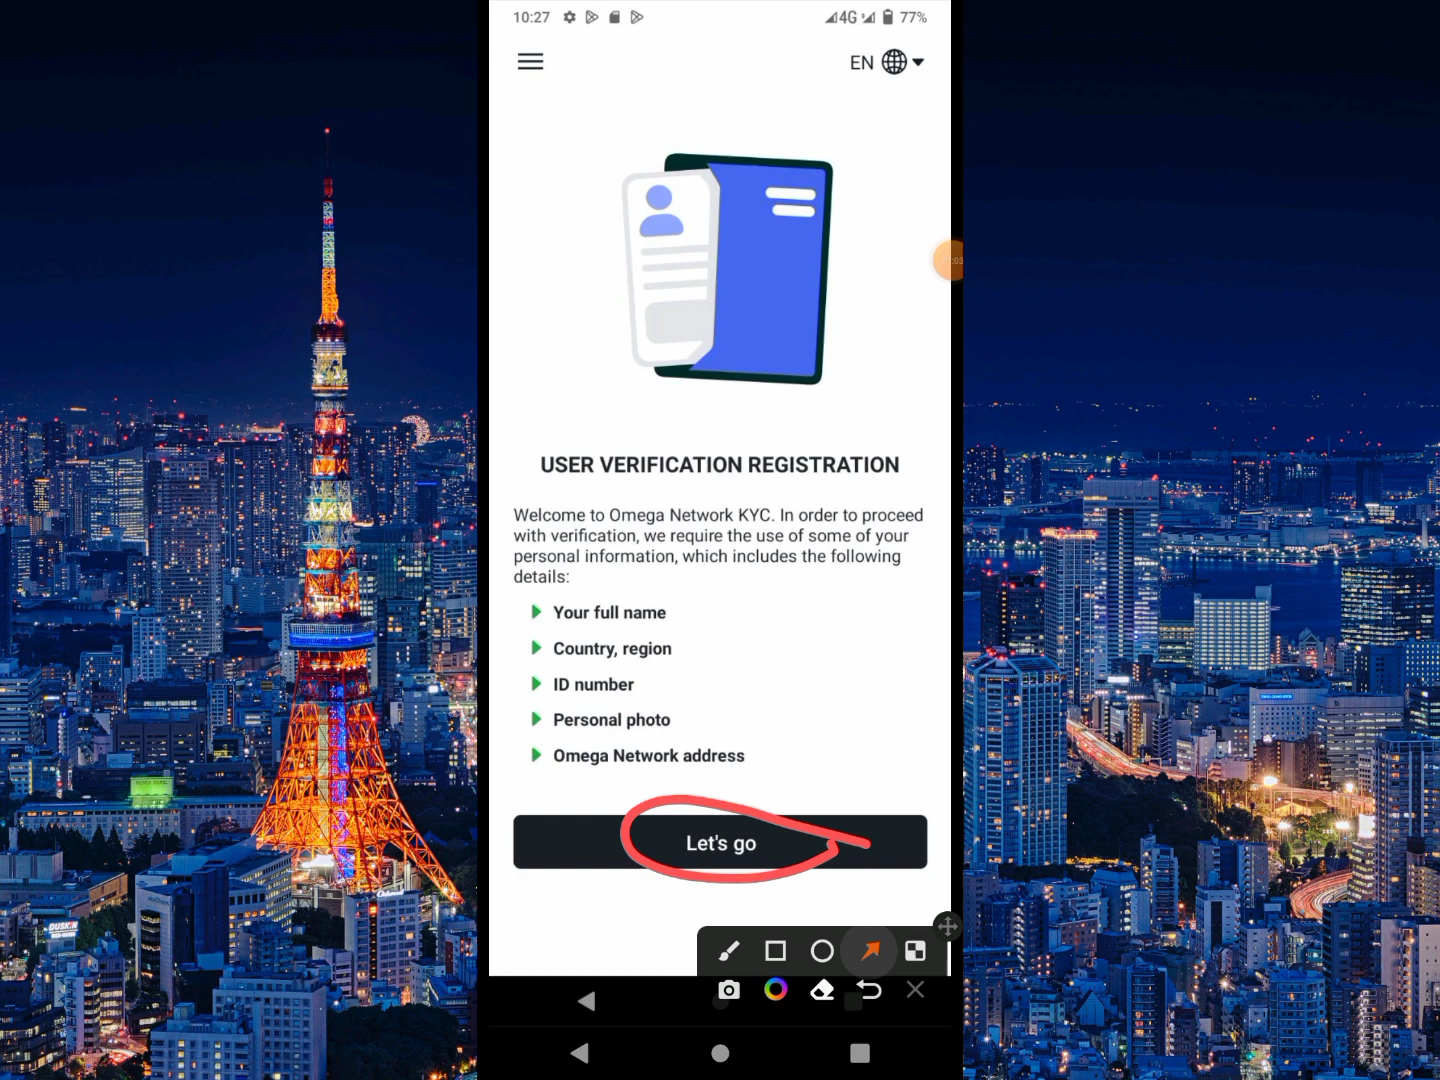 10:27
4G 77%
EN
USER VERIFICATION REGISTRATION
Welcome to Omega Network KYC. In order to proceed
with verification, we require the use of some of your
personal information, which includes the following
details:
Your full name
Country, region
ID number
Personal photo
Omega Network address
Let's go
DUSKIN